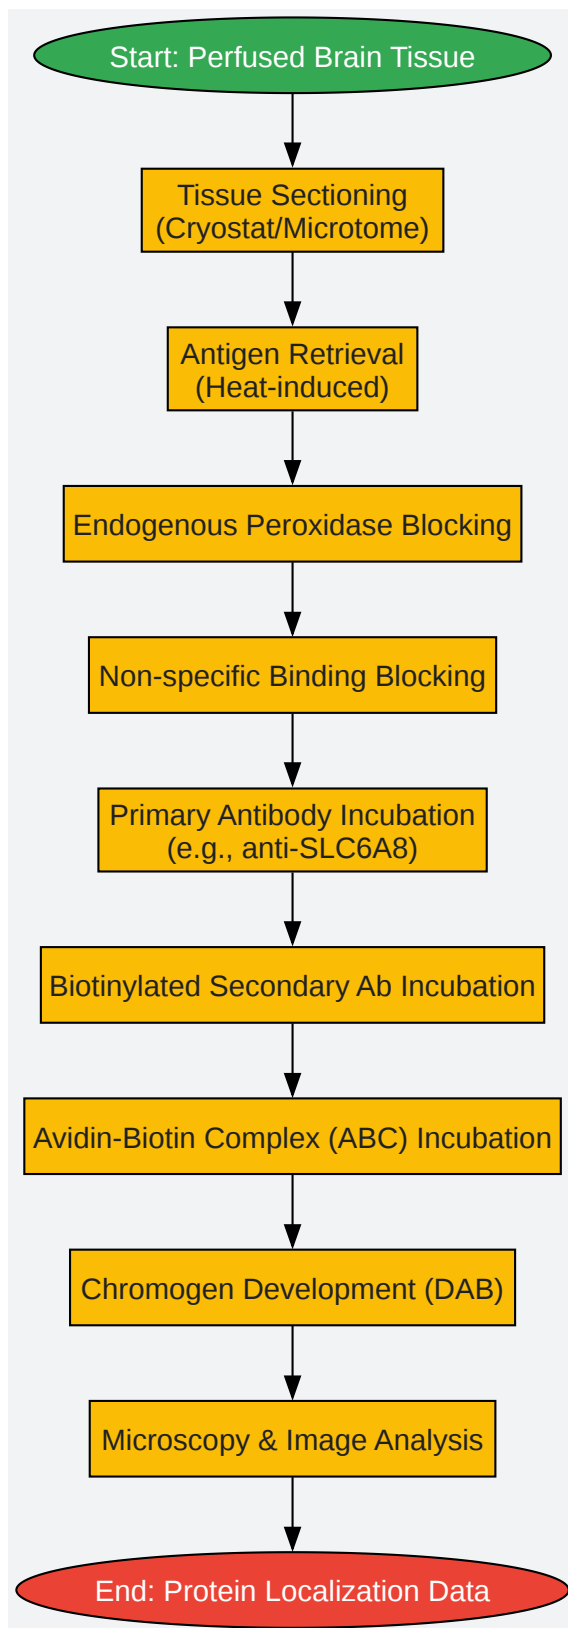 Start: Perfused Brain Tissue
Tissue Sectioning
(Cryostat/Microtome)
Antigen Retrieval
(Heat-induced)
Endogenous Peroxidase Blocking
Non-specific Binding Blocking
Primary Antibody Incubation
(e.g., anti-SLC6A8)
Biotinylated Secondary Ab Incubation
Avidin-Biotin Complex (ABC) Incubation
Chromogen Development (DAB)
Microscopy & Image Analysis
End: Protein Localization Data